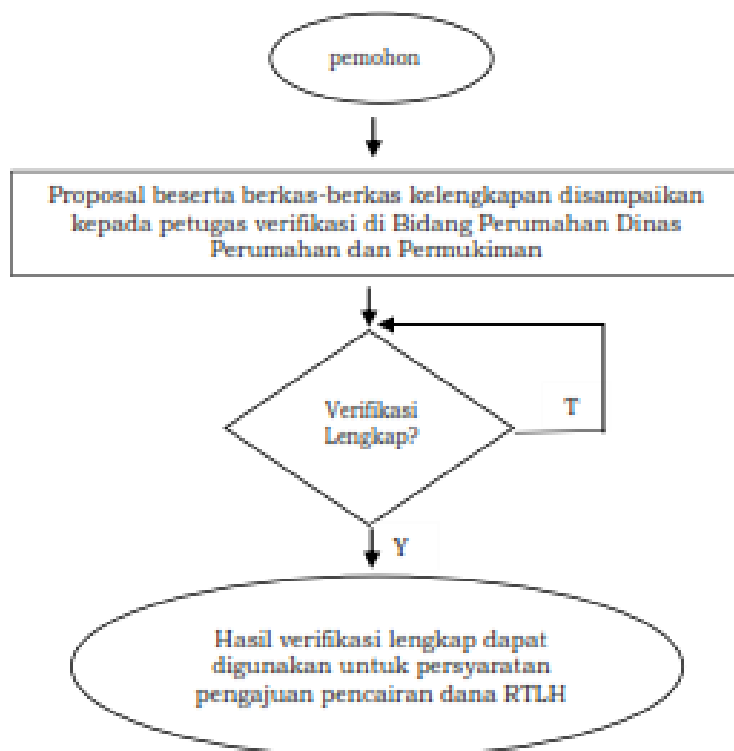 pemohon
Proposal beserta berkas-berkas kelengkapan disampaikan
kepada petugas verifikasi di Bidang Perumahan Dinas
Perumahan dan Permukiman
Verifikasi
Lengkap?
T
Y
Hasil verifikasi lengkap dapat
digunakan untuk persyaratan
pengajuan pencairan dana RTLH